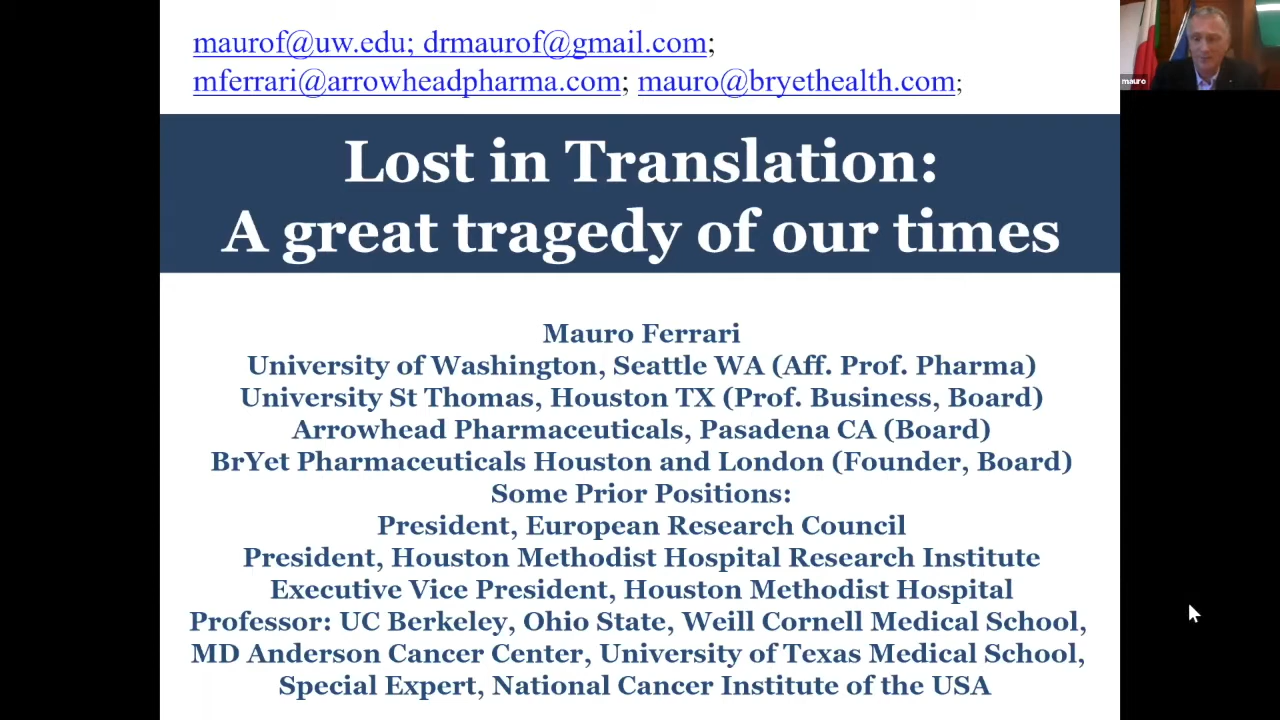 maurof@uw.edu; drmaurof@gmail.com;
mferrari@arrowheadpharma.com; mauro@bryethealth.com;
mauro
Lost in Translation:
A great tragedy of our times
Mauro Ferrari
University of Washington, Seattle WA (Aff. Prof. Pharma)
University St Thomas, Houston TX (Prof. Business, Board)
Arrowhead Pharmaceuticals, Pasadena CA (Board)
BrYet Pharmaceuticals Houston and London (Founder, Board)
Some Prior Positions:
President, European Research Council
President, Houston Methodist Hospital Research Institute
Executive Vice President, Houston Methodist Hospital
Professor: UC Berkeley, Ohio State, Weill Cornell Medical School,
MD Anderson Cancer Center, University of Texas Medical School,
Special Expert, National Cancer Institute of the USA